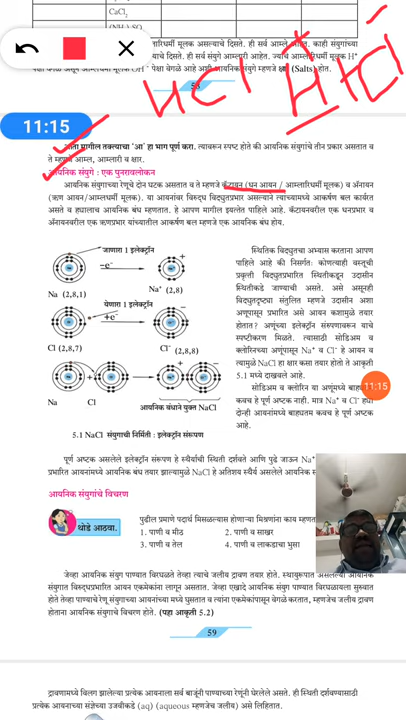 CaCl₂
(NH₄)₂SO₄
58
HCl HCl
11:15
मागील तक्त्याचा 'आ' हा भाग पूर्ण करा. त्यावरून स्पष्ट होते की आयनिक संयुगांचे तीन प्रकार असतात व
ते म्हणजे आम्ल, आम्लारी व क्षार.
आयनिक संयुगे : एक पुनरावलोकन
आयनिक संयुगाच्या रेणूचे दोन घटक असतात व ते म्हणजे कॅटायन (धन आयन / आम्लारिधर्मी मूलक) व ॲनायन
(ऋण आयन/आम्लधर्मी मूलक). या आयनांवर विरुद्ध विद्युतप्रभार असल्याने त्यांच्यामध्ये आकर्षण बल कार्यरत
असते व ह्यालाच आयनिक बंध म्हणतात. हे आपण मागील इयत्तेत पाहिले आहे. कॅटायनवरील एक धनप्रभार व
ॲनायनवरील एक ऋणप्रभार यांच्यातील आकर्षण बल म्हणजे एक आयनिक बंध होय.
जाणारा 1 इलेक्ट्रॉन
−e⁻
Na (2,8,1)
Na⁺ (2,8)
येणारा 1 इलेक्ट्रॉन
+e⁻
Cl (2,8,7)
Cl⁻ (2,8,8)
Na
Cl
आयनिक बंधाने युक्त NaCl
5.1 NaCl संयुगाची निर्मिती : इलेक्ट्रॉन संरूपण
स्थितिक विद्युतचा अभ्यास करताना आपण
पाहिले आहे की निसर्गतः कोणत्याही वस्तूची
प्रवृत्ती विद्युतप्रभारित स्थितीकडून उदासीन
स्थितीकडे जाण्याची असते. असे असूनही
विद्युतदृष्ट्या संतुलित म्हणजे उदासीन अशा
अणूपासून प्रभारित असे आयन कशामुळे तयार
होतात? अणूंच्या इलेक्ट्रॉन संरूपणावरून याचे
स्पष्टीकरण मिळते. त्यासाठी सोडिअम व
क्लोरिनच्या अणूंपासून Na⁺ व Cl⁻ हे आयन व
त्यामुळे NaCl हा क्षार कसा तयार होतो ते आकृती
5.1 मध्ये दाखवले आहे.
सोडिअम व क्लोरिन या अणूंमध्ये बाह्यतम
कवच हे पूर्ण अष्टक नाही. मात्र Na⁺ व Cl⁻ ह्या
दोन्ही आयनांमध्ये बाह्यतम कवच हे पूर्ण अष्टक
आहे.
11:15
पूर्ण अष्टक असलेले इलेक्ट्रॉन संरूपण हे स्थैर्याची स्थिती दर्शवते आणि पुढे जाऊन Na⁺
प्रभारित आयनांमध्ये आयनिक बंध तयार झाल्यामुळे NaCl हे अतिशय स्थैर्य असलेले आयनिक
आयनिक संयुगांचे विचरण
थोडे आठवा.
पुढील प्रमाणे पदार्थ मिसळल्यास होणाऱ्या मिश्रणांना काय म्हणतात
1. पाणी व मीठ 2. पाणी व साखर
3. पाणी व तेल 4. पाणी व लाकडाचा भुसा
जेव्हा आयनिक संयुग पाण्यात विरघळते तेव्हा त्याचे जलीय द्रावण तयार होते. स्थायुरूपात असलेल्या आयनिक
संयुगात विरुद्धप्रभारित आयन एकमेकांना लागून असतात. जेव्हा एखादे आयनिक संयुग पाण्यात विरघळायला सुरुवात
होते तेव्हा पाण्याचे रेणू संयुगाच्या आयनांच्या मध्ये घुसतात व त्यांना एकमेकांपासून वेगळे करतात, म्हणजेच जलीय द्रावण
होताना आयनिक संयुगाचे विचरण होते. (पहा आकृती 5.2)
59
द्रावणामध्ये विलग झालेल्या प्रत्येक आयनाला सर्व बाजूंनी पाण्याच्या रेणूंनी घेरलेले असते. ही स्थिती दर्शवण्यासाठी
प्रत्येक आयनाच्या संज्ञेच्या उजवीकडे (aq) (aqueous म्हणजेच जलीय) असे लिहितात.